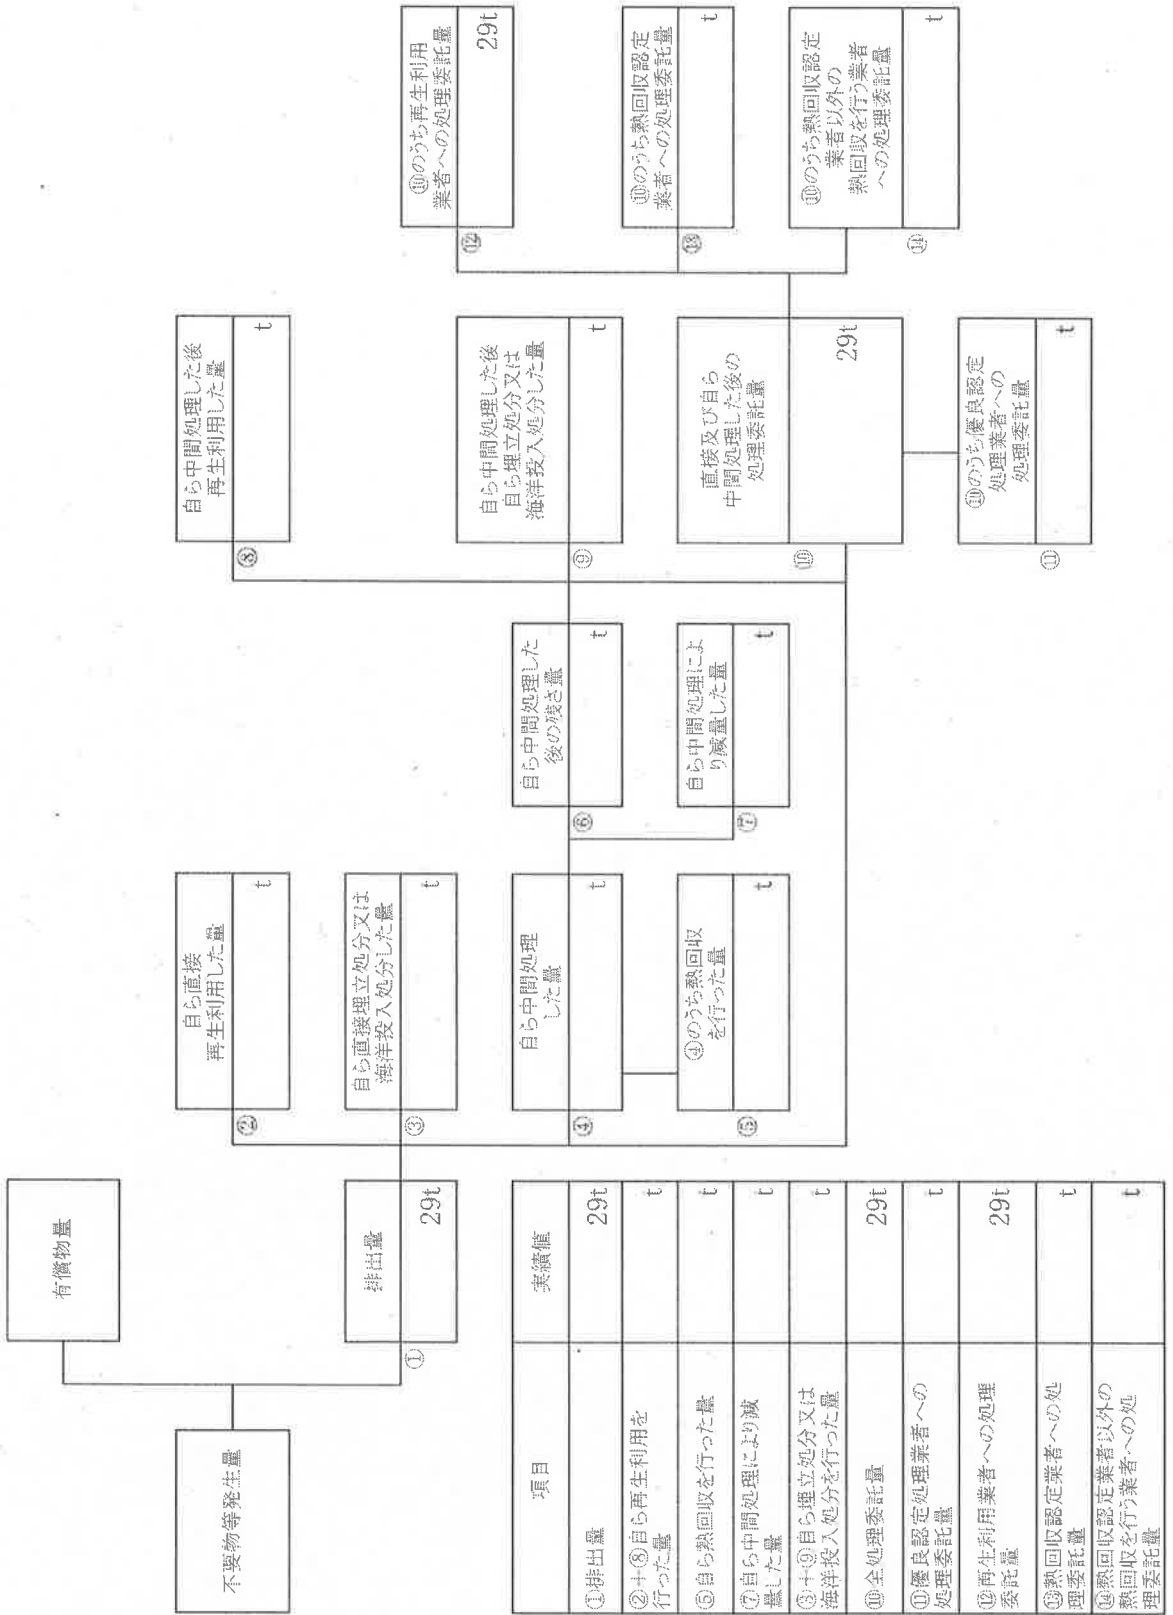 不要物等発生量
有償物量
①
排出量
29t
②
自ら直接
再生利用した量
t
③
自ら直接埋立処分又は
海洋投入処分した量
t
④
自ら中間処理
した量
t
⑤
④のうち熱回収
を行った量
t
⑥
自ら中間処理した
後の残さ量
t
⑦
自ら中間処理によ
り減量した量
t
⑧
自ら中間処理した後
再生利用した量
t
⑨
自ら中間処理した後
自ら埋立処分又は
海洋投入処分した量
t
⑩
直接及び自ら
中間処理した後の
処理委託量
29t
⑪
⑩のうち優良認定
処理業者への
処理委託量
t
⑫
⑩のうち再生利用
業者への処理委託量
29t
⑬
⑩のうち熱回収認定
業者への処理委託量
t
⑭
⑩のうち熱回収認定
業者以外の
熱回収を行う業者
への処理委託量
t
項目
実績値
①排出量
29t
②+⑧自ら再生利用を
行った量
t
⑤自ら熱回収を行った量
t
⑦自ら中間処理により減
量した量
t
③+⑨自ら埋立処分又は
海洋投入処分を行った量
t
⑩全処理委託量
29t
⑪優良認定処理業者への
処理委託量
t
⑫再生利用業者への処理
委託量
29t
⑬熱回収認定業者への処
理委託量
t
⑭熱回収認定業者以外の
熱回収を行う業者への処
理委託量
t